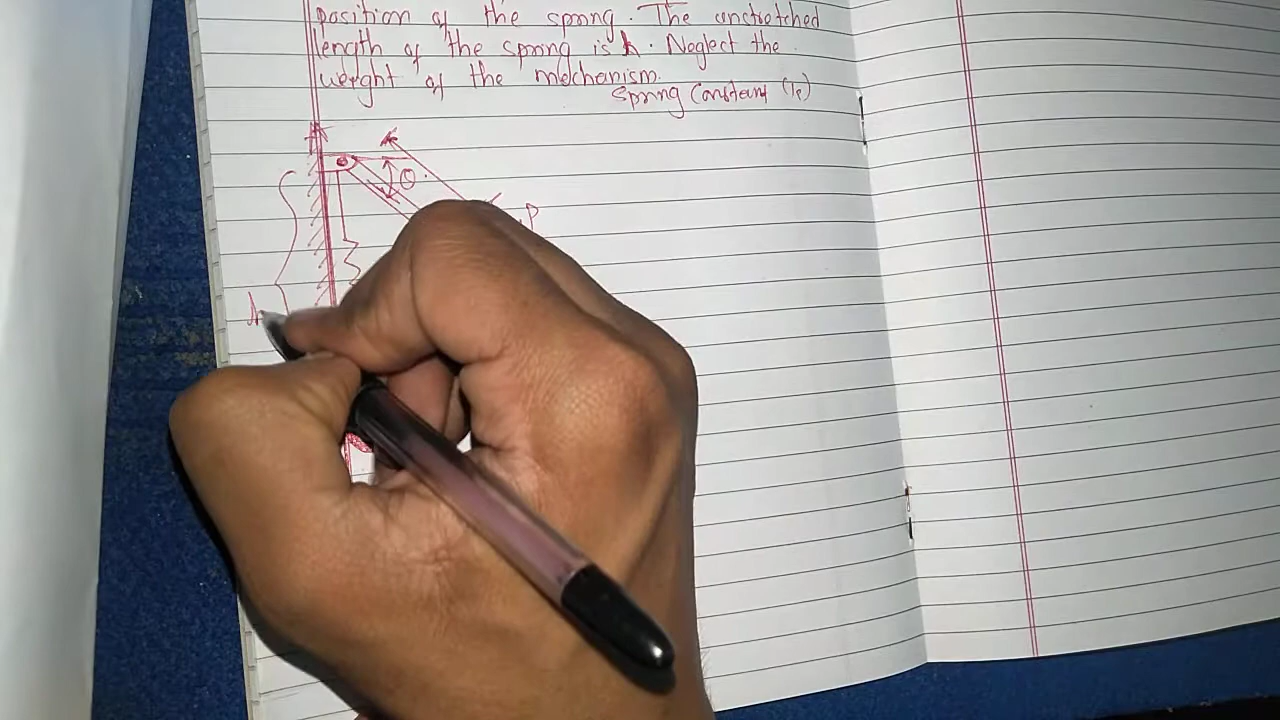 position of the spring. The unstretched
length of the spring is h. Neglect the
weight of the mechanism.
Spring Constant (k)
θ
P